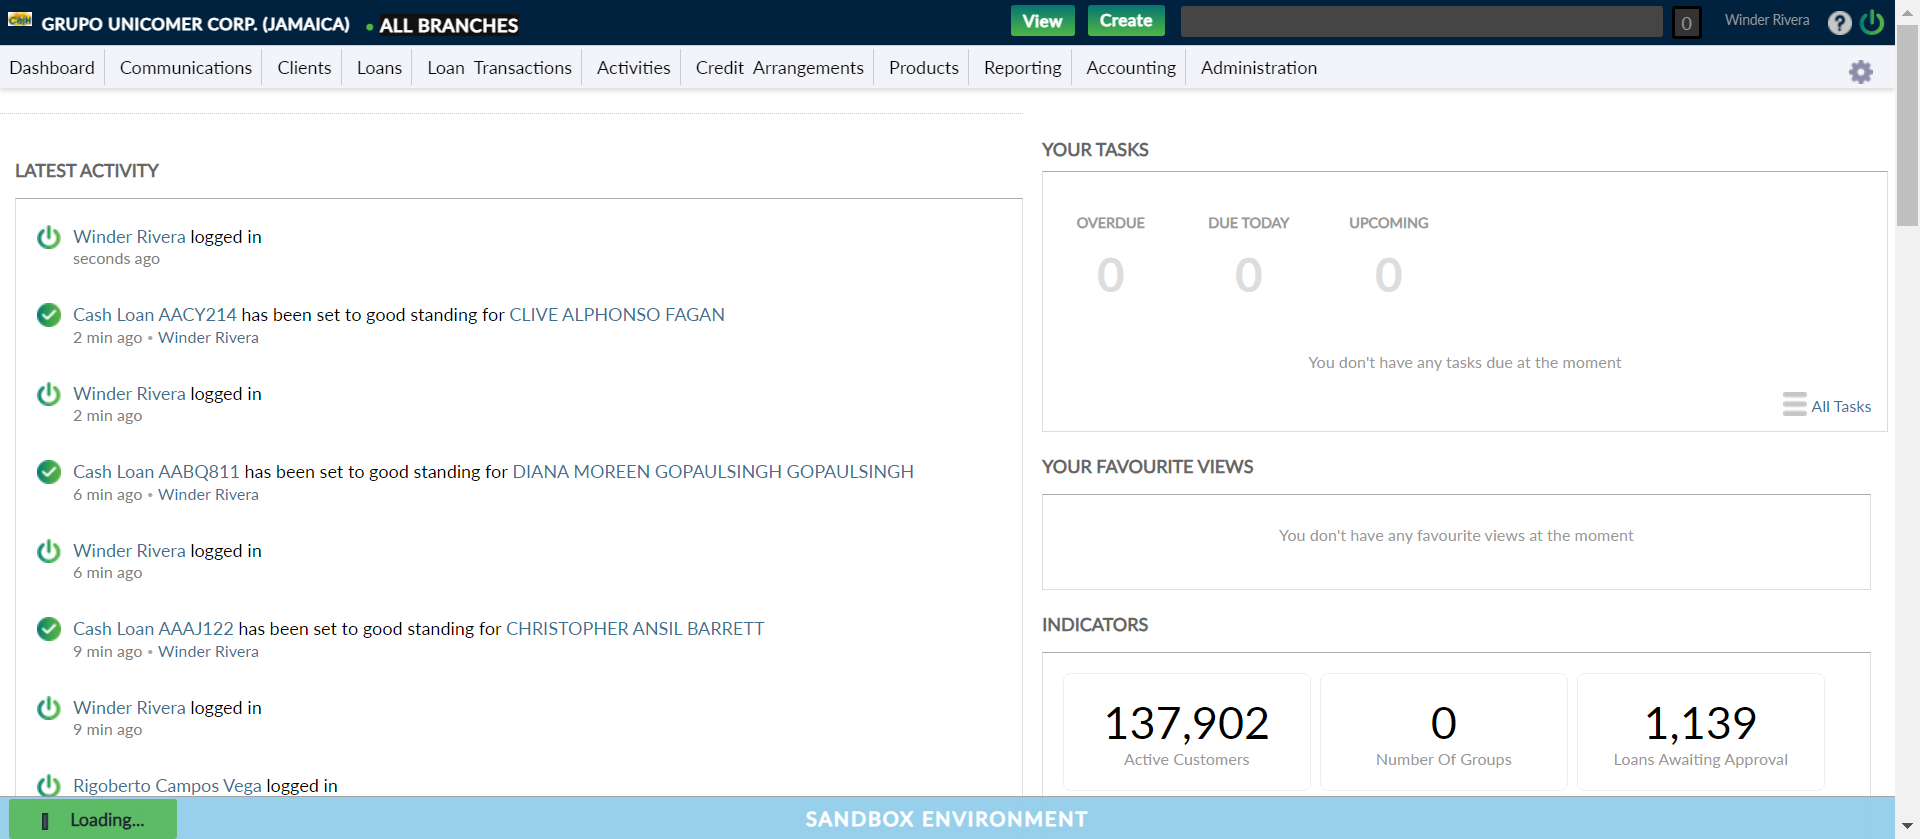 CasH
GRUPO UNICOMER CORP. (JAMAICA) • ALL BRANCHES
View Create 0 Winder Rivera ?
Dashboard Communications Clients Loans Loan Transactions Activities Credit Arrangements Products Reporting Accounting Administration
LATEST ACTIVITY
Winder Rivera logged in
seconds ago
Cash Loan AACY214 has been set to good standing for CLIVE ALPHONSO FAGAN
2 min ago • Winder Rivera
Winder Rivera logged in
2 min ago
Cash Loan AABQ811 has been set to good standing for DIANA MOREEN GOPAULSINGH GOPAULSINGH
6 min ago • Winder Rivera
Winder Rivera logged in
6 min ago
Cash Loan AAAJ122 has been set to good standing for CHRISTOPHER ANSIL BARRETT
9 min ago • Winder Rivera
Winder Rivera logged in
9 min ago
Rigoberto Campos Vega logged in
YOUR TASKS
OVERDUE DUE TODAY UPCOMING
0 0 0
You don't have any tasks due at the moment
All Tasks
YOUR FAVOURITE VIEWS
You don't have any favourite views at the moment
INDICATORS
137,902 0 1,139
Active Customers Number Of Groups Loans Awaiting Approval
Loading...
SANDBOX ENVIRONMENT